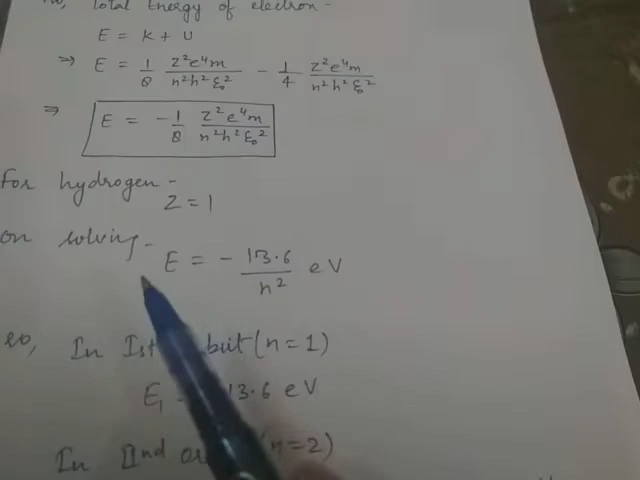 Total Energy of electron -
E = K + U
⇒ E = 1/8 Z²e⁴m/n²h²ε₀² - 1/4 Z²e⁴m/n²h²ε₀²
⇒ E = - 1/8 Z²e⁴m/n²h²ε₀²
For hydrogen -
Z = 1
on solving -
E = - 13.6/n² eV
so, In Ist (n = 1)
E₁ 13.6 eV
In IInd (n = 2)